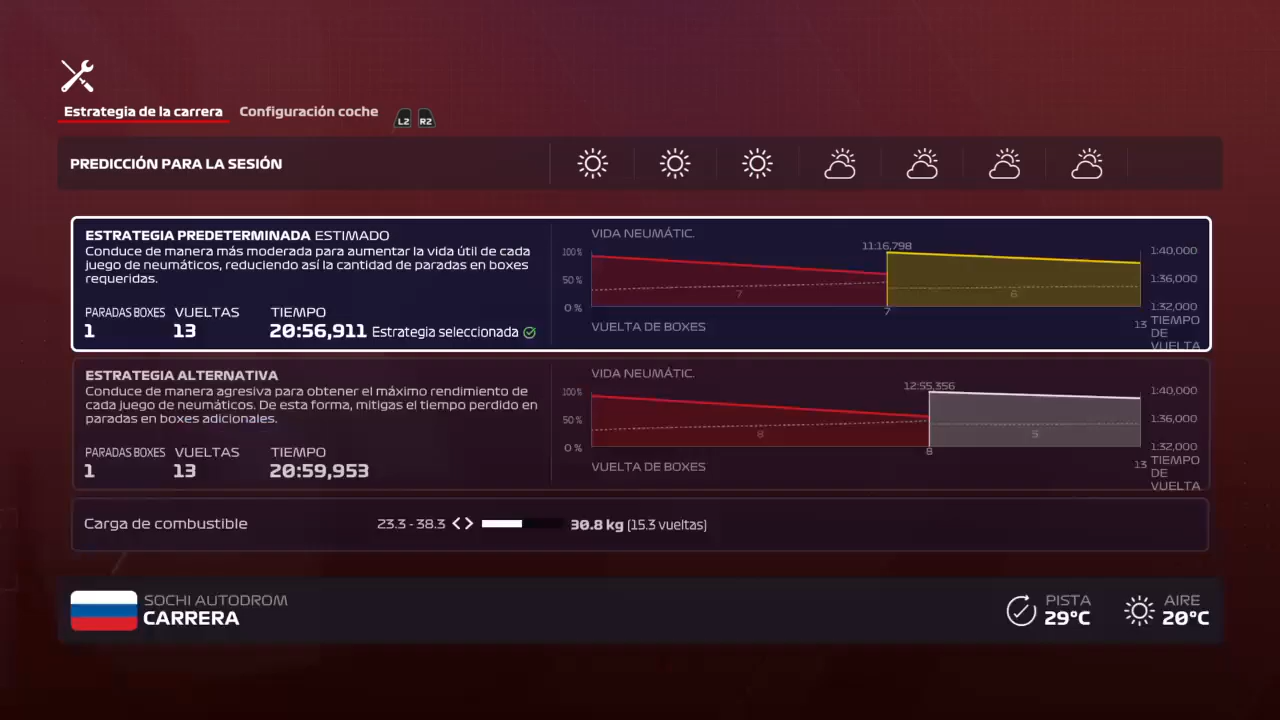 Estrategia de la carrera Configuración coche L2 R2
PREDICCIÓN PARA LA SESIÓN
ESTRATEGIA PREDETERMINADA ESTIMADO
Conduce de manera más moderada para aumentar la vida útil de cada
juego de neumáticos, reduciendo así la cantidad de paradas en boxes
requeridas.
PARADAS BOXES VUELTAS TIEMPO
1 13 20:56,911 Estrategia seleccionada
VIDA NEUMÁTIC.
11:16,798
100% 1:40,000
50% 1:36,000
7 6
0% 1:32,000
7
VUELTA DE BOXES 13 TIEMPO
DE
VUELTA
ESTRATEGIA ALTERNATIVA
Conduce de manera agresiva para obtener el máximo rendimiento de
cada juego de neumáticos. De esta forma, mitigas el tiempo perdido en
paradas en boxes adicionales.
PARADAS BOXES VUELTAS TIEMPO
1 13 20:59,953
VIDA NEUMÁTIC.
12:55,356
100% 1:40,000
50% 1:36,000
8 5
0% 1:32,000
8
VUELTA DE BOXES 13 TIEMPO
DE
VUELTA
Carga de combustible 23.3 - 38.3 30.8 kg (15.3 vueltas)
SOCHI AUTODROM
CARRERA
PISTA
29°C
AIRE
20°C